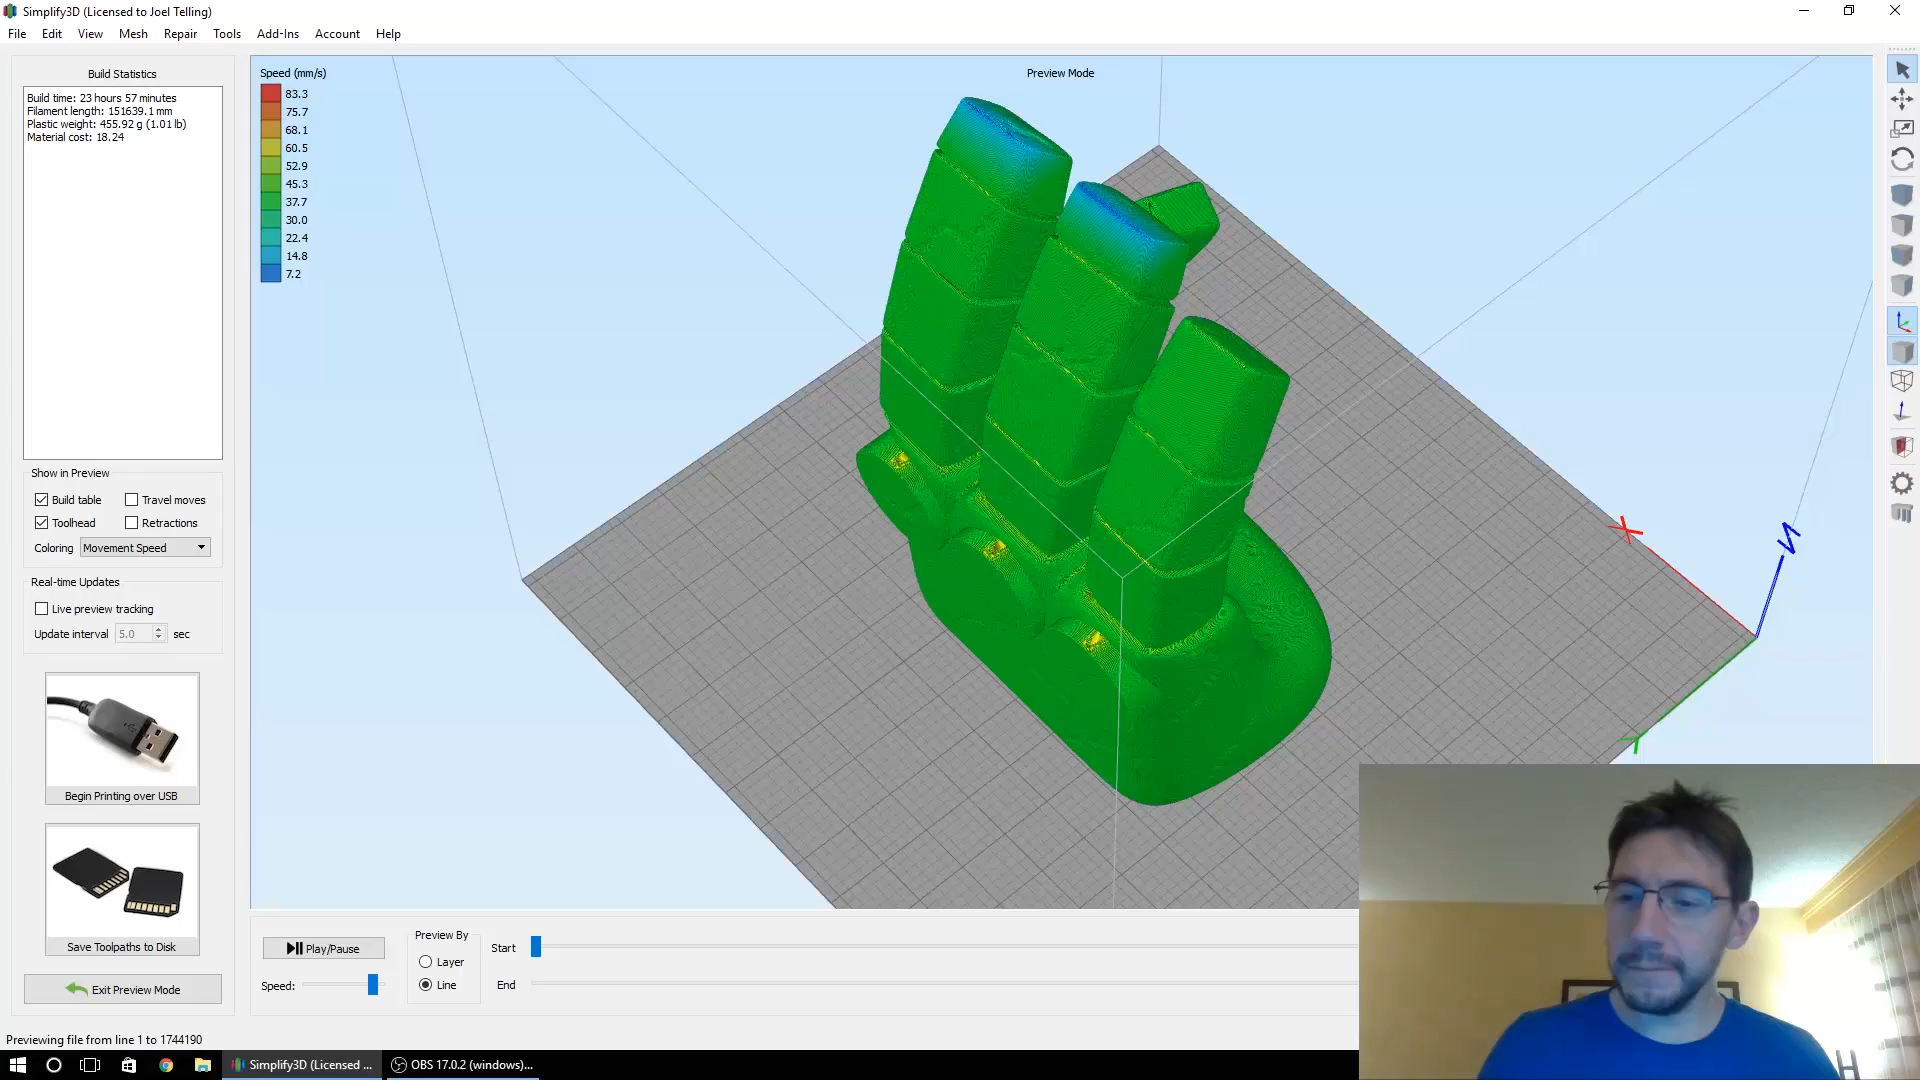 Simplify3D (Licensed to Joel Telling)
File Edit View Mesh Repair Tools Add-Ins Account Help
Build Statistics
Build time: 23 hours 57 minutes
Filament length: 151639.1 mm
Plastic weight: 455.92 g (1.01 lb)
Material cost: 18.24
Show in Preview
Build table Travel moves
Toolhead Retractions
Coloring Movement Speed
Real-time Updates
Live preview tracking
Update interval 5.0 sec
Begin Printing over USB
Save Toolpaths to Disk
Exit Preview Mode
Speed (mm/s)
83.3
75.7
68.1
60.5
52.9
45.3
37.7
30.0
22.4
14.8
7.2
Preview Mode
X
Z
Y
Play/Pause
Speed:
Preview By
Layer
Line
Start
End
Previewing file from line 1 to 1744190
Simplify3D (Licensed ...
OBS 17.0.2 (windows)...